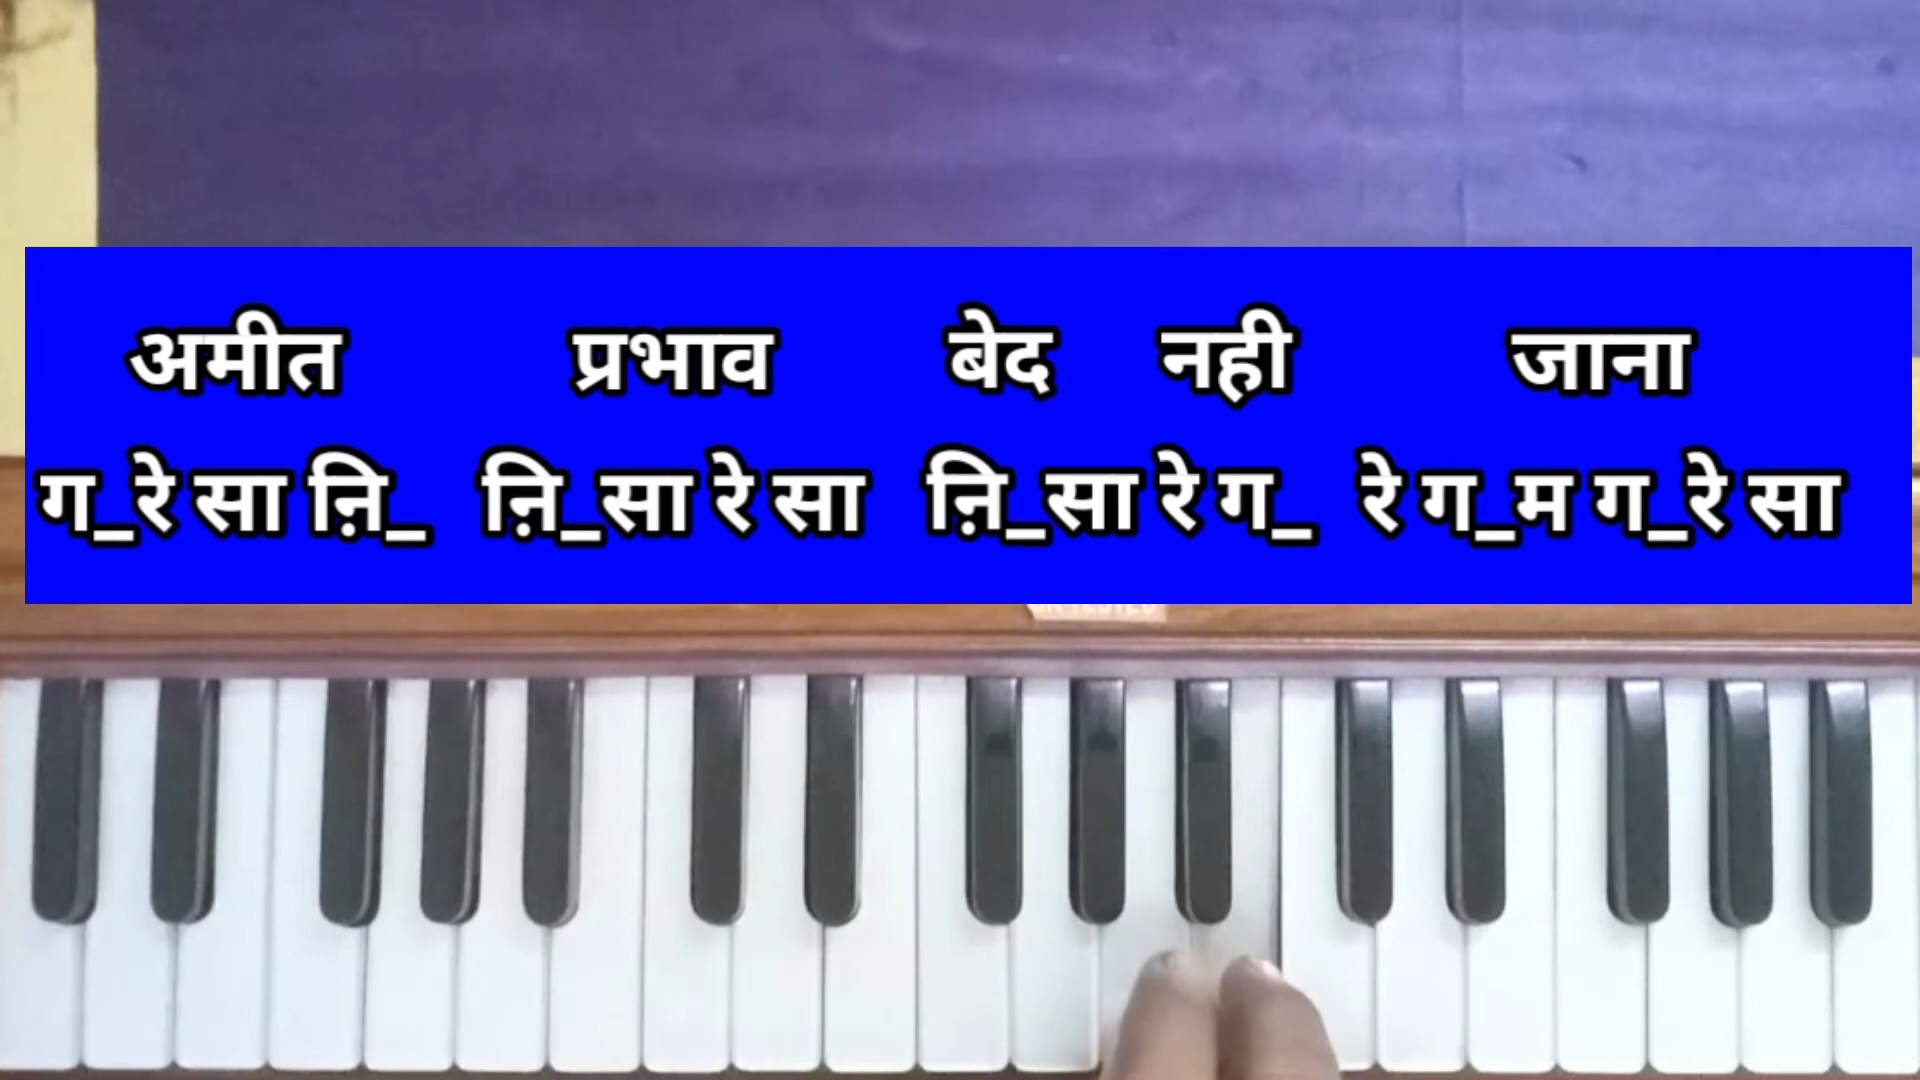 अमीत प्रभाव बेद नही जाना
ग_रे सा ऩि_ ऩि_सा रे सा ऩि_सा रे ग_ रे ग_म ग_रे सा